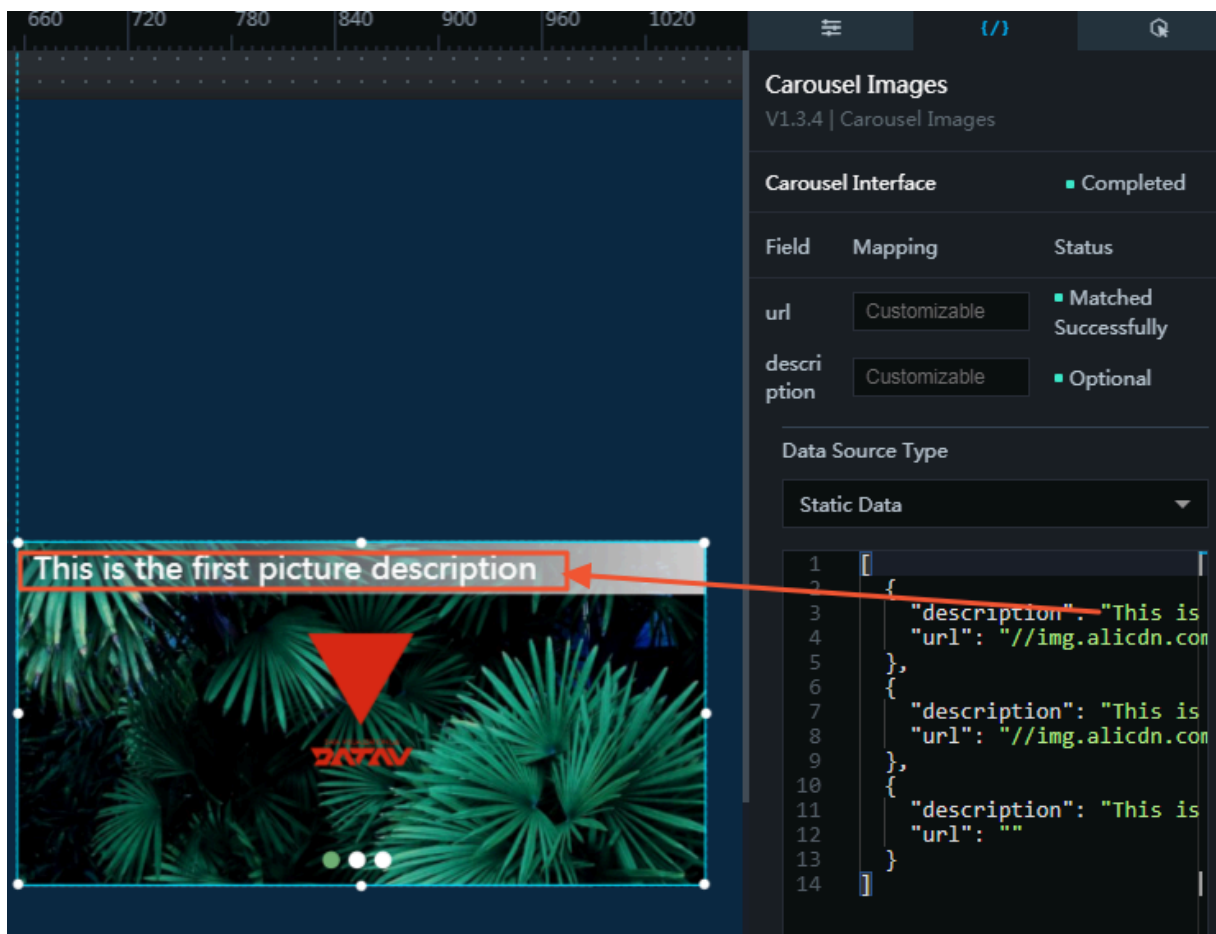 660 720 780 840 900 960 1020
{/}
Carousel Images
V1.3.4 | Carousel Images
Carousel Interface Completed
Field Mapping Status
url Customizable Matched
Successfully
descri
ption Customizable Optional
Data Source Type
Static Data
This is the first picture description
DATAV
1 [
2 {
3 "description": "This is
4 "url": "//img.alicdn.com
5 },
6 {
7 "description": "This is
8 "url": "//img.alicdn.com
9 },
10 {
11 "description": "This is
12 "url": ""
13 }
14 ]